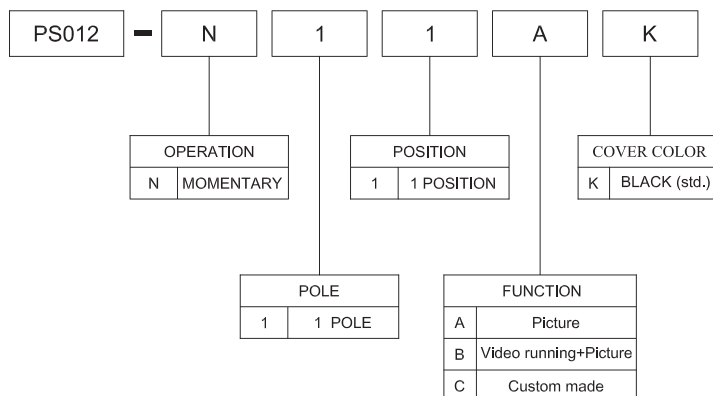 PS012 - N 1 1 A K
OPERATION
N MOMENTARY
POSITION
1 1 POSITION
COVER COLOR
K BLACK (std.)
POLE
1 1 POLE
FUNCTION
A Picture
B Video running+Picture
C Custom made